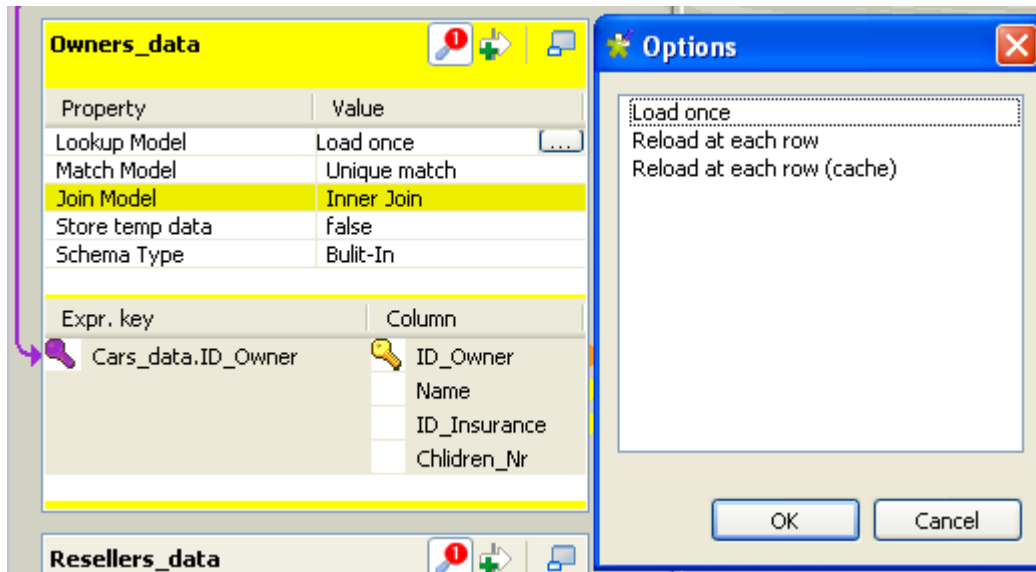 Owners_data
Property Value
Lookup Model Load once ...
Match Model Unique match
Join Model Inner Join
Store temp data false
Schema Type Bulit-In
Expr. key Column
Cars_data.ID_Owner ID_Owner
Name
ID_Insurance
Chlidren_Nr
Resellers_data
Options
Load once
Reload at each row
Reload at each row (cache)
OK Cancel